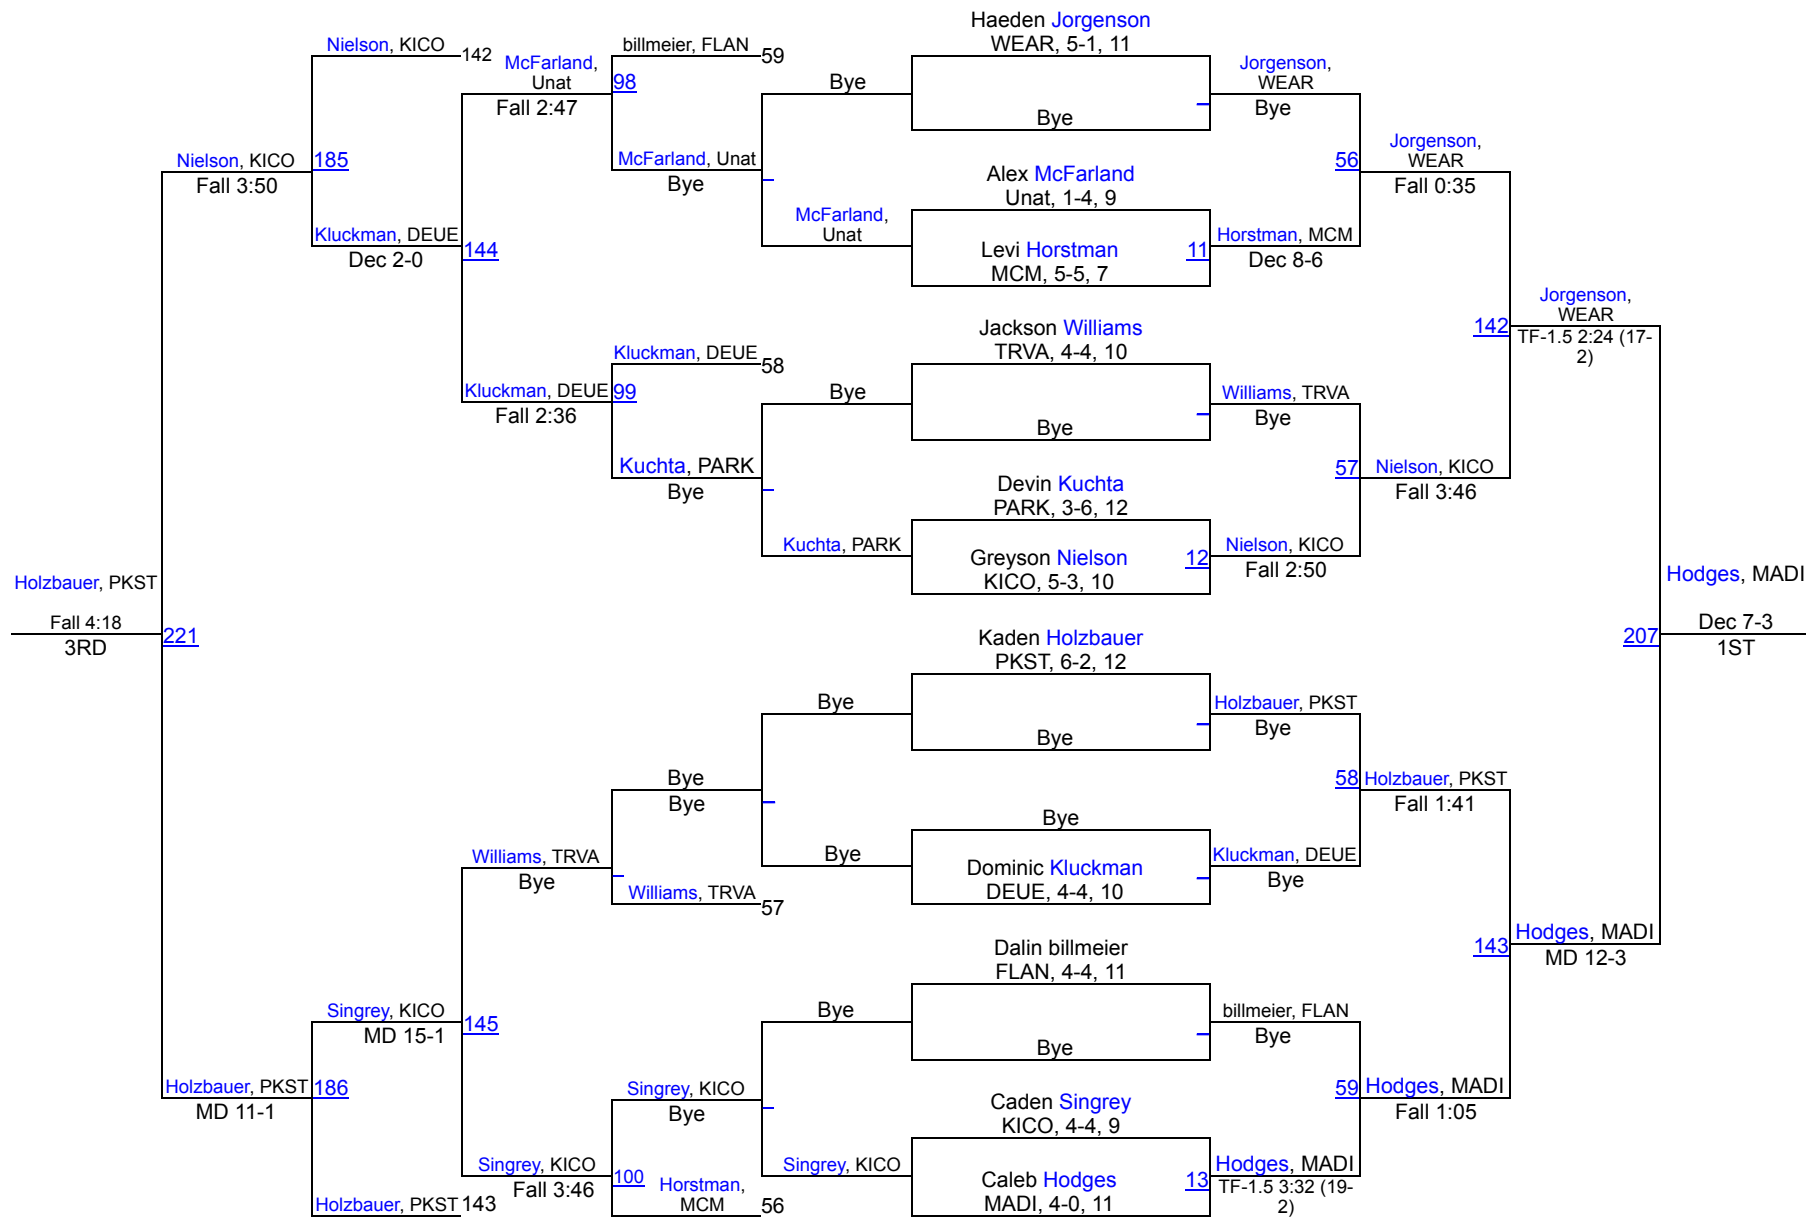 Haeden Jorgenson
WEAR, 5-1, 11
Nielson, KICO
142
McFarland,
Unat
Fall 2:47
billmeier, FLAN
59
98
Bye
Bye
Jorgenson,
WEAR
Bye
McFarland, Unat
Bye
Nielson, KICO
Fall 3:50
185
Alex McFarland
Unat, 1-4, 9
56
Jorgenson,
WEAR
Fall 0:35
McFarland,
Unat
Kluckman, DEUE
Dec 2-0
144
Levi Horstman
MCM, 5-5, 7
11
Horstman, MCM
Dec 8-6
Jackson Williams
TRVA, 4-4, 10
142
Jorgenson,
WEAR
TF-1.5 2:24 (17-
2)
Kluckman, DEUE
58
Kluckman, DEUE
Fall 2:36
99
Bye
Bye
Williams, TRVA
Bye
Kuchta, PARK
Bye
Devin Kuchta
PARK, 3-6, 12
57
Nielson, KICO
Fall 3:46
Kuchta, PARK
Greyson Nielson
KICO, 5-3, 10
12
Nielson, KICO
Fall 2:50
Holzbauer, PKST
Fall 4:18
3RD
221
Hodges, MADI
Dec 7-3
1ST
207
Kaden Holzbauer
PKST, 6-2, 12
Bye
Bye
Holzbauer, PKST
Bye
Bye
Bye
58
Holzbauer, PKST
Fall 1:41
Bye
Bye
Dominic Kluckman
DEUE, 4-4, 10
Kluckman, DEUE
Bye
Williams, TRVA
Bye
Williams, TRVA
57
Dalin billmeier
FLAN, 4-4, 11
143
Hodges, MADI
MD 12-3
Singrey, KICO
MD 15-1
145
Bye
Bye
billmeier, FLAN
Bye
Holzbauer, PKST
MD 11-1
186
Singrey, KICO
Bye
Caden Singrey
KICO, 4-4, 9
59
Hodges, MADI
Fall 1:05
Singrey, KICO
Fall 3:46
100
Singrey, KICO
Caleb Hodges
MADI, 4-0, 11
13
Hodges, MADI
TF-1.5 3:32 (19-
2)
Holzbauer, PKST
143
Horstman,
MCM
56